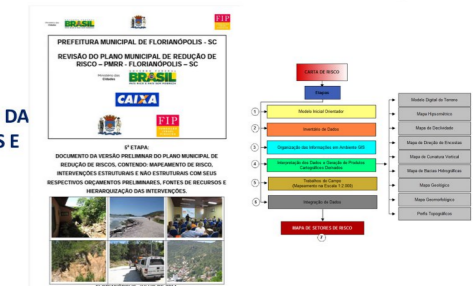 DA
S E
BRASIL
FIP
PREFEITURA MUNICIPAL DE FLORIANÓPOLIS - SC
REVISÃO DO PLANO MUNICIPAL DE REDUÇÃO DE
RISCO – PMRR - FLORIANÓPOLIS – SC
Ministério das
Cidades
BRASIL
CAIXA
FIP
5ª ETAPA:
DOCUMENTO DA VERSÃO PRELIMINAR DO PLANO MUNICIPAL DE
REDUÇÃO DE RISCOS, CONTENDO: MAPEAMENTO DE RISCO,
INTERVENÇÕES ESTRUTURAIS E NÃO ESTRUTURAIS COM SEUS
RESPECTIVOS ORÇAMENTOS PRELIMINARES, FONTES DE RECURSOS E
HIERARQUIZAÇÃO DAS INTERVENÇÕES.
CARTA DE RISCO
Etapas
1
Modelo Inicial Orientador
2
Inventário de Dados
3
Organização das Informações em Ambiente SIG
4
Interpretação dos Dados e Geração de Produtos
Cartográficos Derivados
5
Trabalhos de Campo
(Mapeamento na Escala 1:2.000)
6
Integração de Dados
MAPA DE SETORES DE RISCO
7
Modelo Digital do Terreno
Mapa Hipsométrico
Mapa de Declividade
Mapa de Direção de Encostas
Mapa de Curvatura Vertical
Mapa de Bacias Hidrográficas
Mapa Geológico
Mapa Geomorfológico
Perfis Topográficos